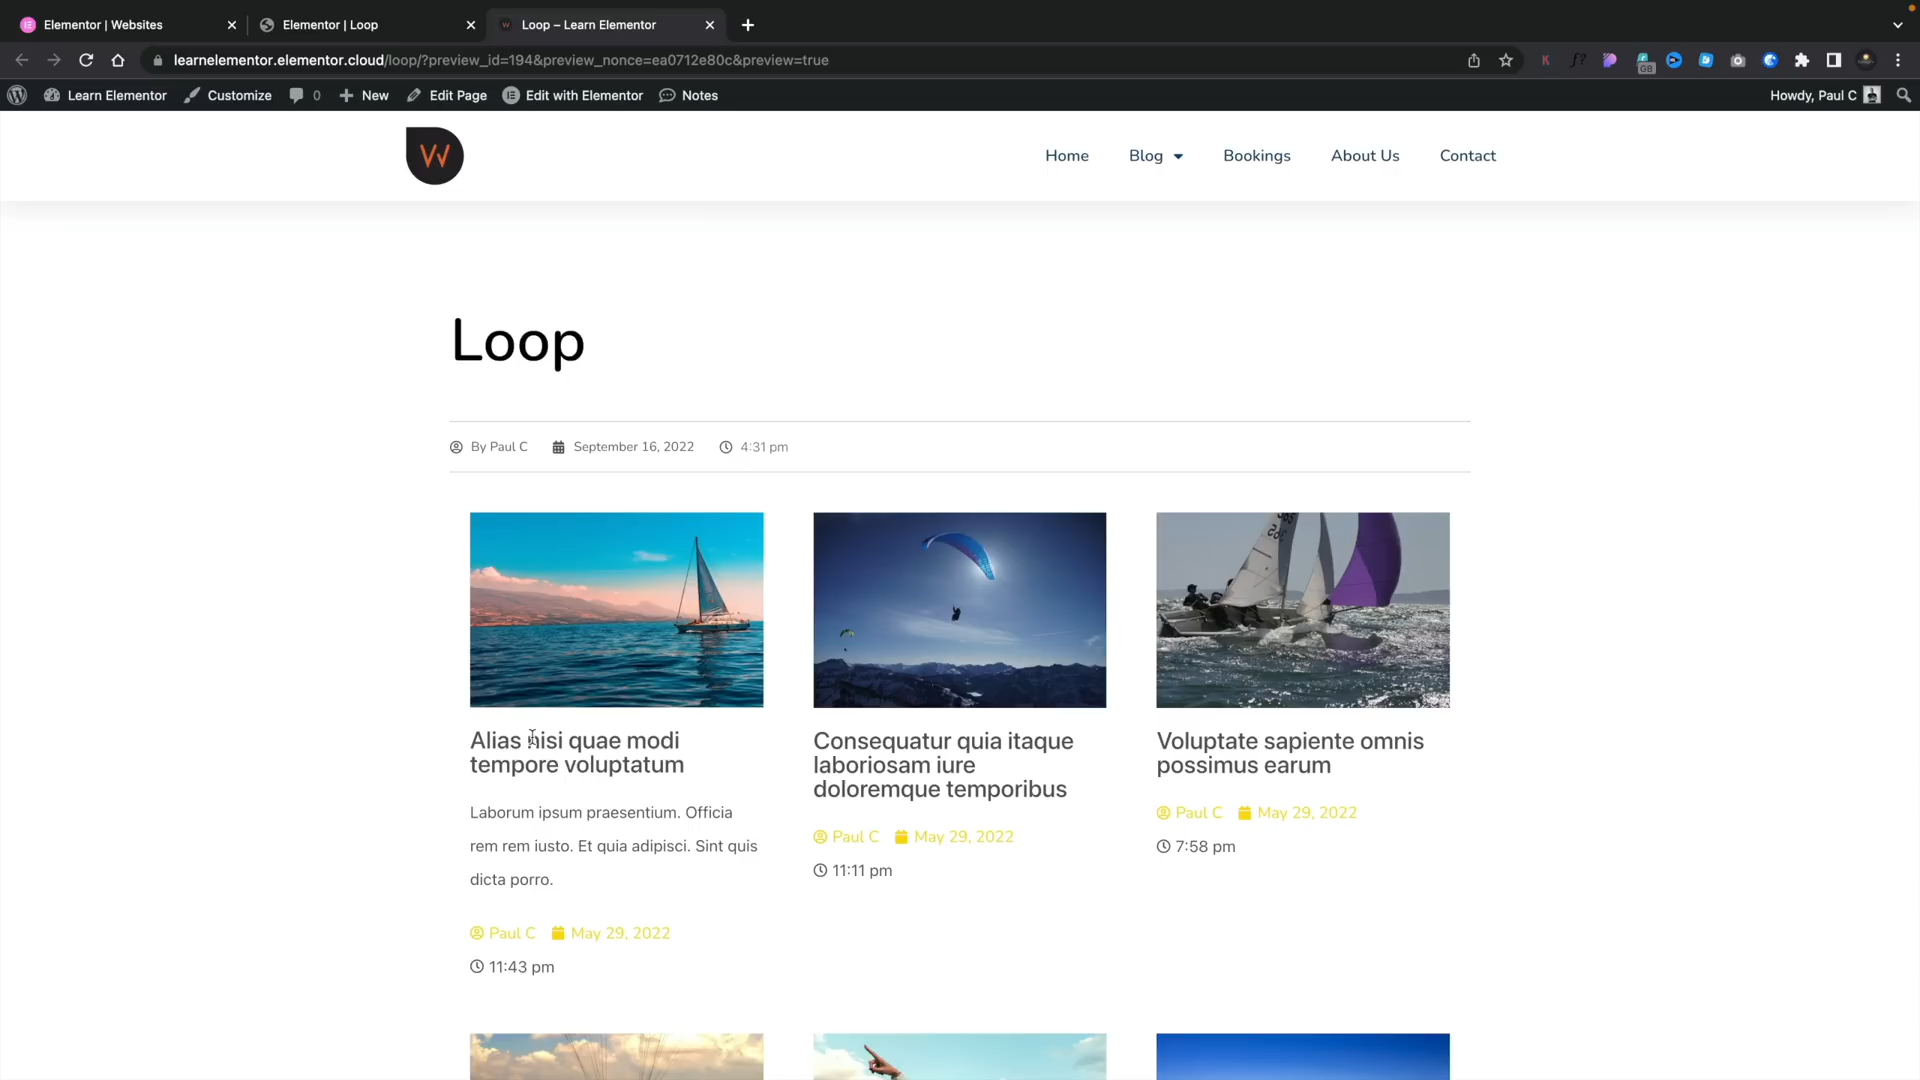 Elementor | Websites
Elementor | Loop
Loop – Learn Elementor
learnelementor.elementor.cloud/loop/?preview_id=194&preview_nonce=ea0712e80c&preview=true
Learn Elementor
Customize
0
New
Edit Page
Edit with Elementor
Notes
Howdy, Paul C
Home
Blog
Bookings
About Us
Contact
Loop
By Paul C
September 16, 2022
4:31 pm
Alias nisi quae modi
tempore voluptatum
Laborum ipsum praesentium. Officia
rem rem iusto. Et quia adipisci. Sint quis
dicta porro.
Paul C
May 29, 2022
11:43 pm
Consequatur quia itaque
laboriosam iure
doloremque temporibus
Paul C
May 29, 2022
11:11 pm
Voluptate sapiente omnis
possimus earum
Paul C
May 29, 2022
7:58 pm